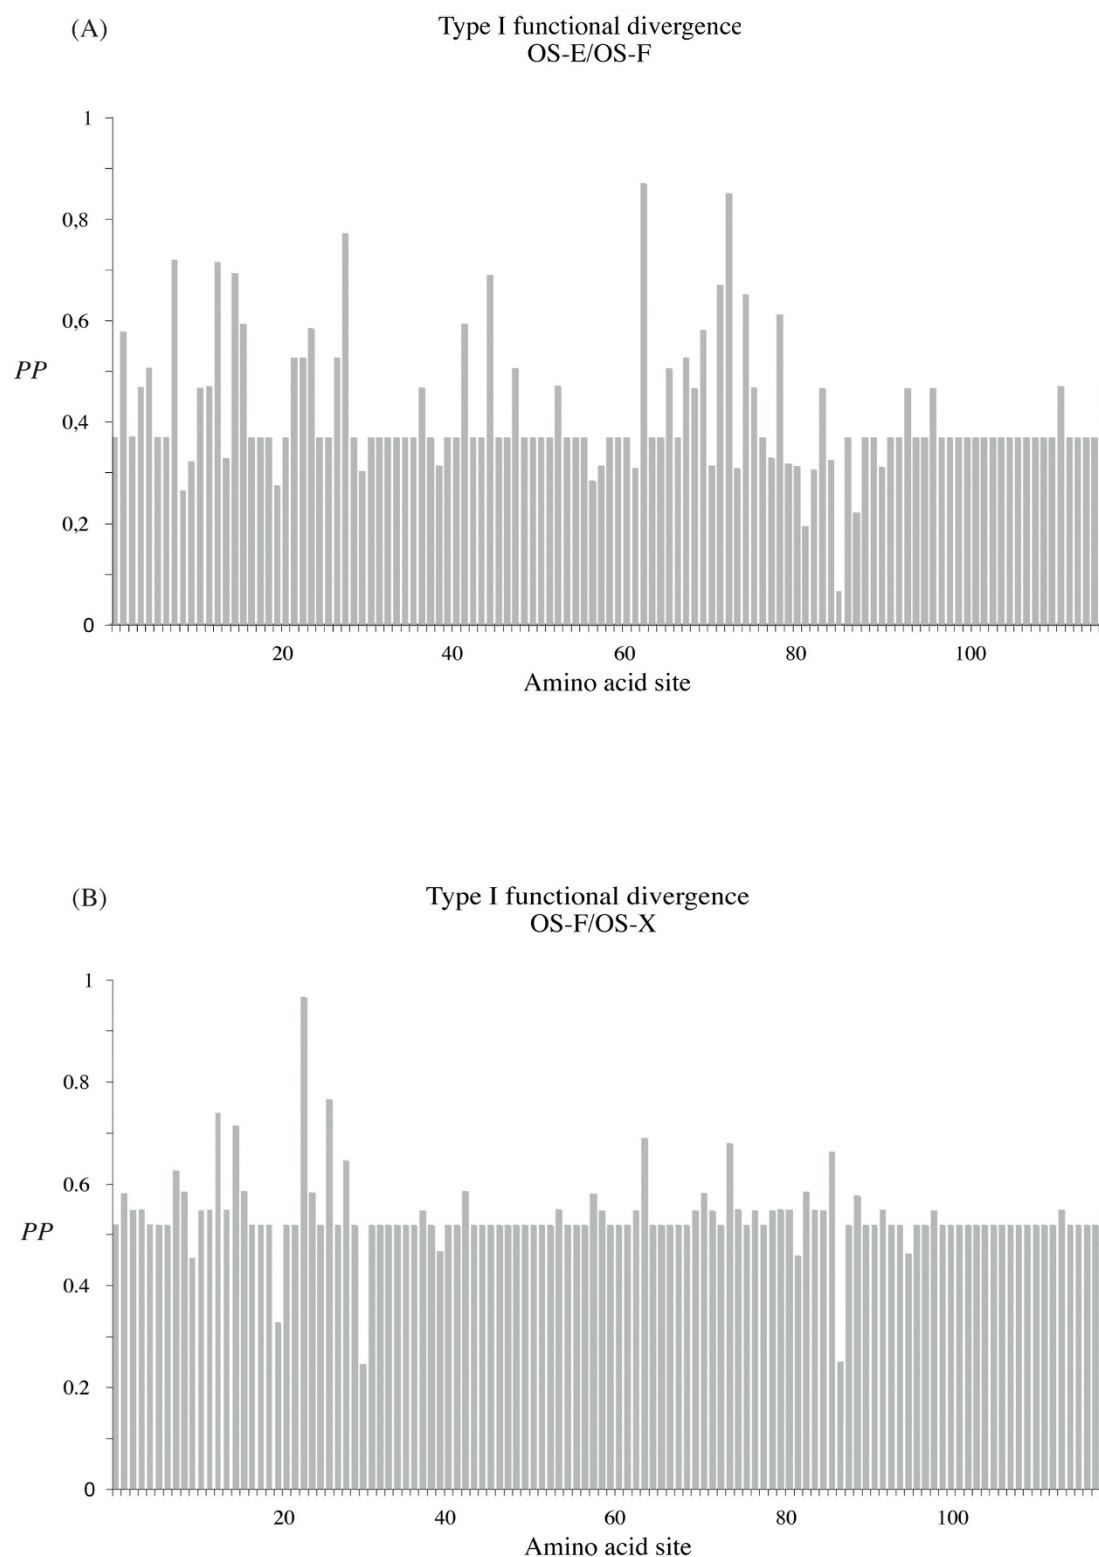 (A)
Type I functional divergence
OS-E/OS-F
1
0,8
0,6
PP
0,4
0,2
0
20 40 60 80 100
Amino acid site
(B)
Type I functional divergence
OS-F/OS-X
1
0.8
0.6
PP
0.4
0.2
0
20 40 60 80 100
Amino acid site